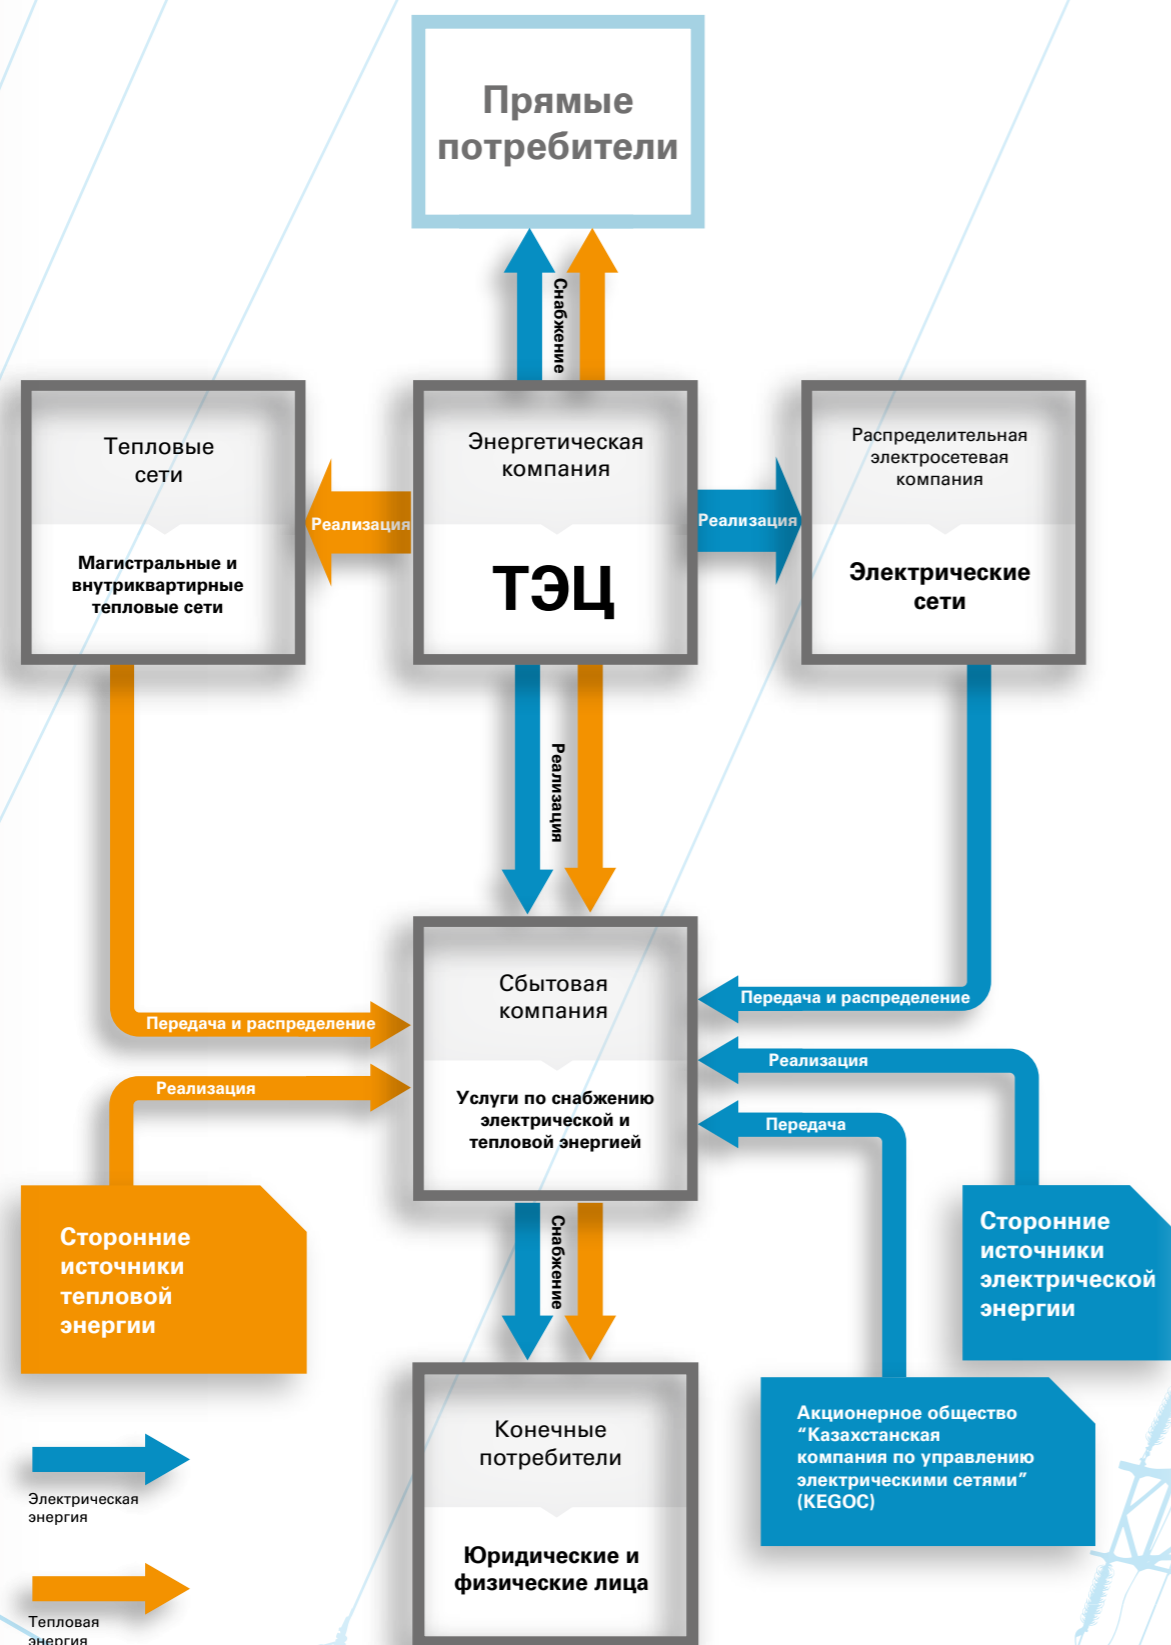 Прямые
потребители
Снабжение
Тепловые
сети
Магистральные и
внутриквартирные
тепловые сети
Реализация
Энергетическая
компания
ТЭЦ
Реализация
Распределительная
электросетевая
компания
Электрические
сети
Реализация
Передача и распределение
Реализация
Сбытовая
компания
Услуги по снабжению
электрической и
тепловой энергией
Передача и распределение
Реализация
Передача
Сторонние
источники
тепловой
энергии
Снабжение
Сторонние
источники
электрической
энергии
Акционерное общество
“Казахстанская
компания по управлению
электрическими сетями”
(KEGOC)
Конечные
потребители
Юридические и
физические лица
Электрическая
энергия
Тепловая
энергия